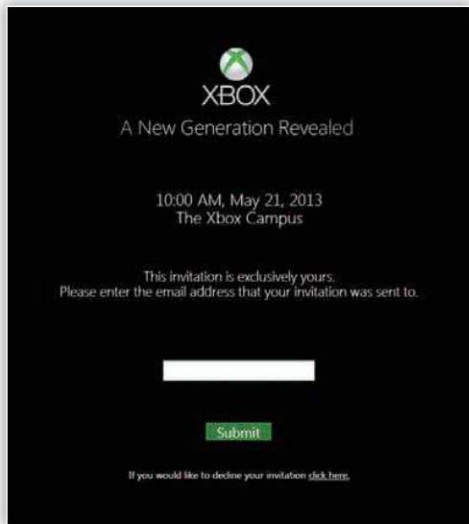 XBOX
A New Generation Revealed
10:00 AM, May 21, 2013
The Xbox Campus
This invitation is exclusively yours.
Please enter the email address that your invitation was sent to.
Submit
If you would like to decline your invitation click here.